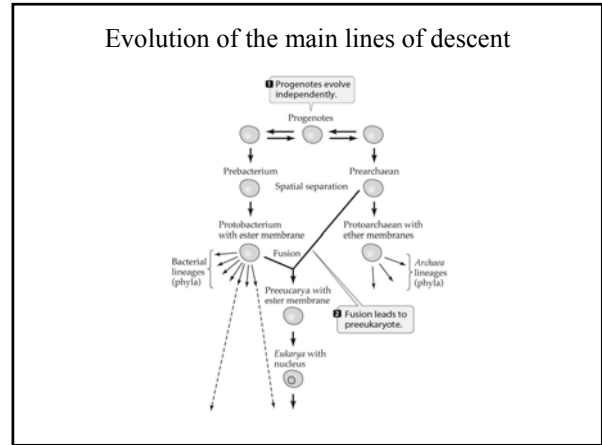 Evolution of the main lines of descent
1 Progenotes evolve
independently.
Progenotes
Prebacterium
Prearchaean
Spatial separation
Protobacterium
with ester membrane
Protoarchaean with
ether membranes
Fusion
Bacterial
lineages
(phyla)
Archaea
lineages
(phyla)
Preeucarya with
ester membrane
2 Fusion leads to
preeukaryote.
Eukarya with
nucleus